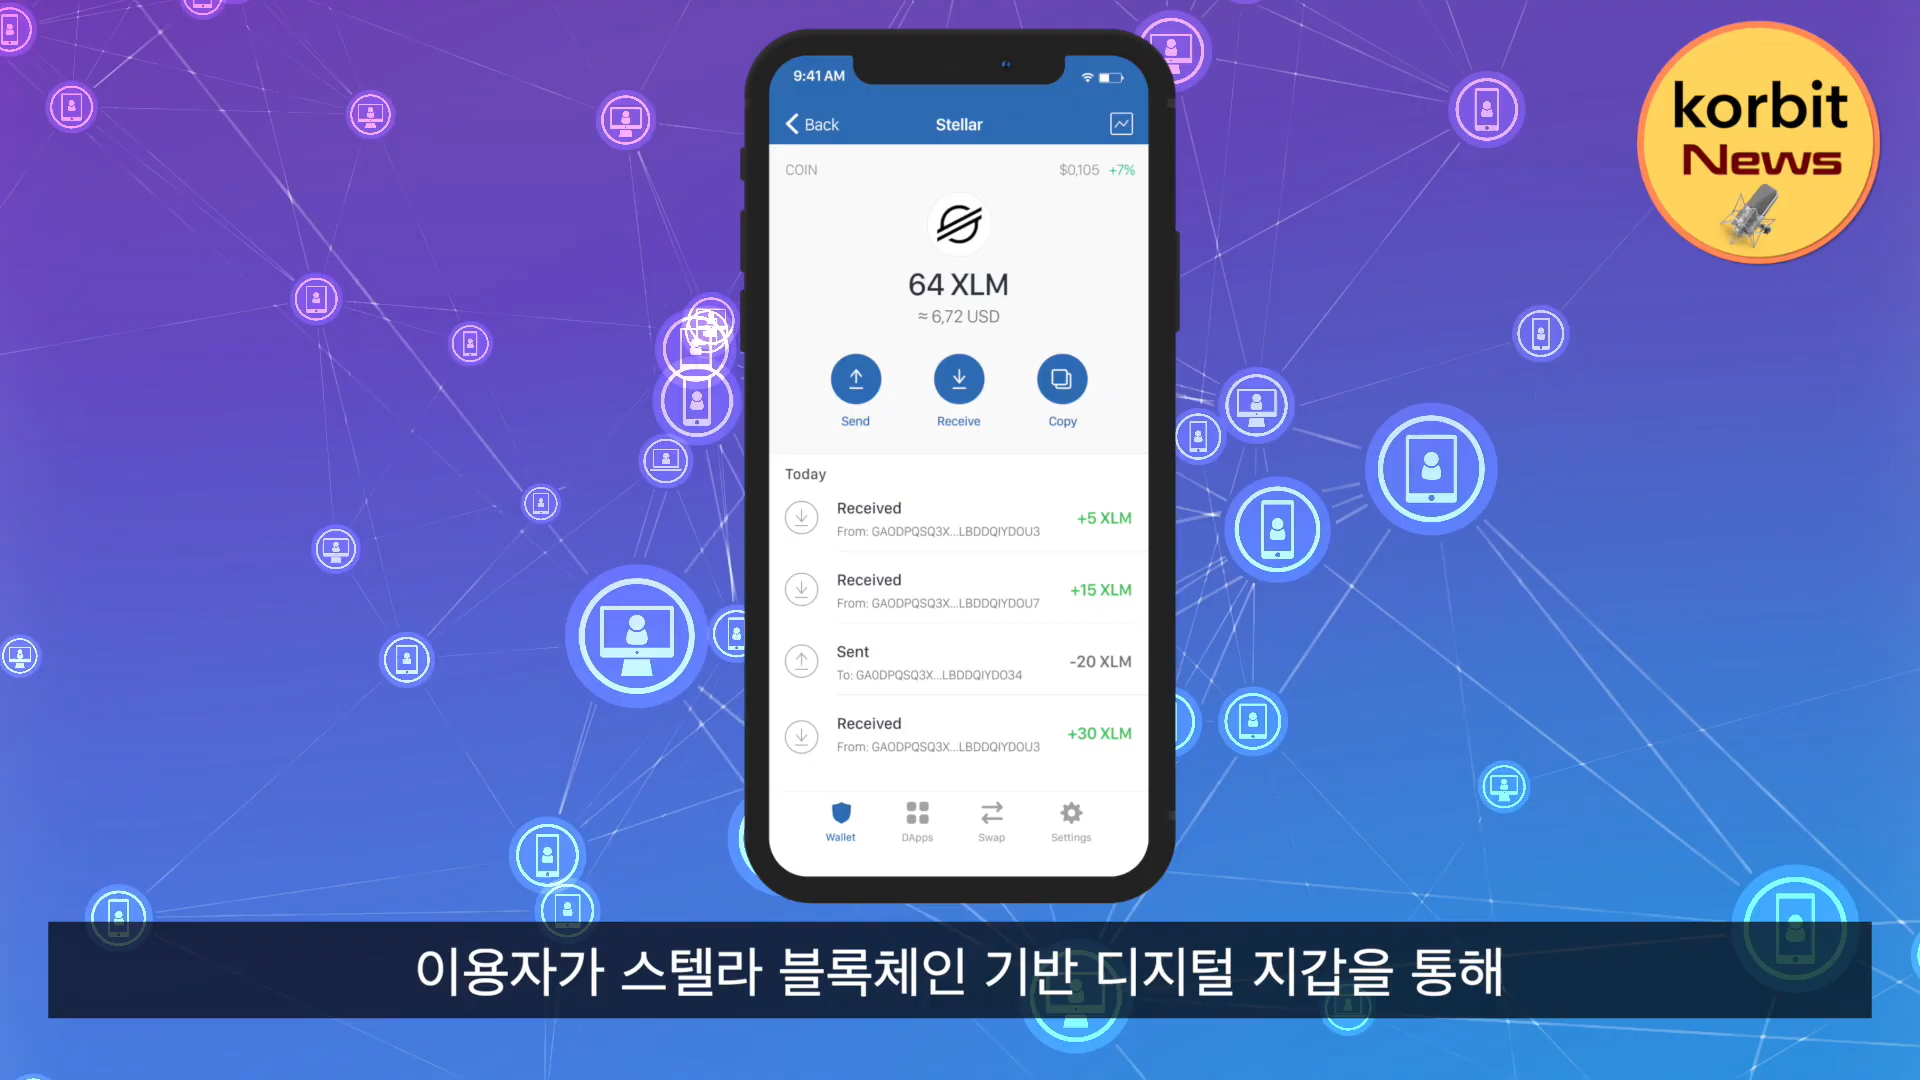 9:41 AM
Back
Stellar
COIN
$0,105 +7%
64 XLM
≈ 6,72 USD
Send
Receive
Copy
Today
Received
+5 XLM
From: GAODPQSQ3X...LBDDQIYDOU3
Received
+15 XLM
From: GAODPQSQ3X...LBDDQIYDOU7
Sent
-20 XLM
To: GAODPQSQ3X...LBDDQIYDO34
Received
+30 XLM
From: GAODPQSQ3X...LBDDQIYDOU3
Wallet
DApps
Swap
Settings
korbit
News
이용자가 스텔라 블록체인 기반 디지털 지갑을 통해